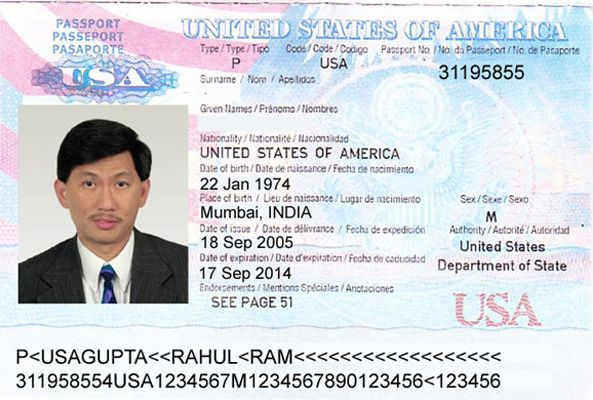 PASSPORT
PASSEPORT
PASAPORTE
USA
UNITED STATES OF AMERICA
Type / Type / Tipo Code / Code / Codigo Passport No. / No. du Passeport / No. de Pasaporte
P USA 31195855
Surname / Nom / Apellidos
Given Names / Prénoms / Nombres
Nationality / Nationalité / Nacionalidad
UNITED STATES OF AMERICA
Date of birth / Date de naissance / Fecha de nacimiento
22 Jan 1974
Place of birth / Lieu de naissance / Lugar de nacimiento Sex / Sexe / Sexo
Mumbai, INDIA M
Date of issue / Date de délivrance / Fecha de expedición Authority / Autorité / Autoridad
18 Sep 2005 United States
Date of expiration / Date d'expiration / Fecha de caducidad Department of State
17 Sep 2014
Endorsements / Mentions Spéciales / Anotaciones
SEE PAGE 51
USA
P<USAGUPTA<<RAHUL<RAM<<<<<<<<<<<<<<<<<<
311958554USA1234567M1234567890123456<123456